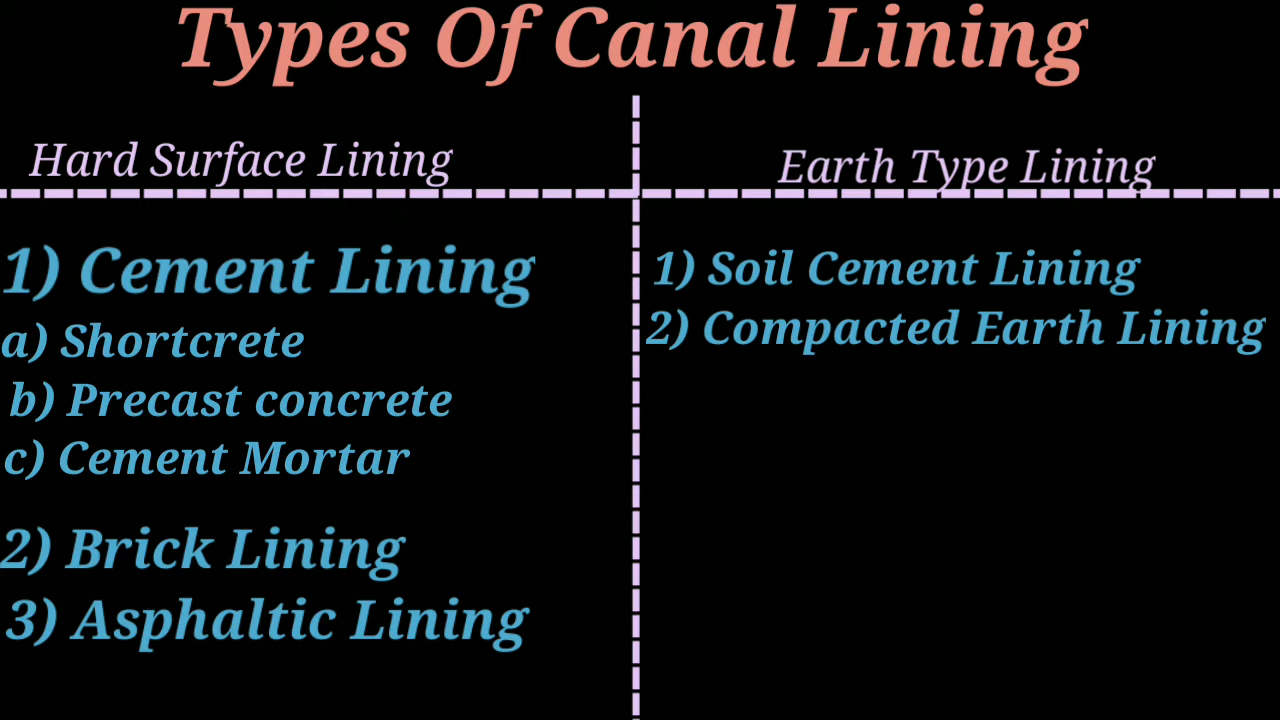 Types Of Canal Lining
Hard Surface Lining
1) Cement Lining
a) Shortcrete
b) Precast concrete
c) Cement Mortar
2) Brick Lining
3) Asphaltic Lining
Earth Type Lining
1) Soil Cement Lining
2) Compacted Earth Lining